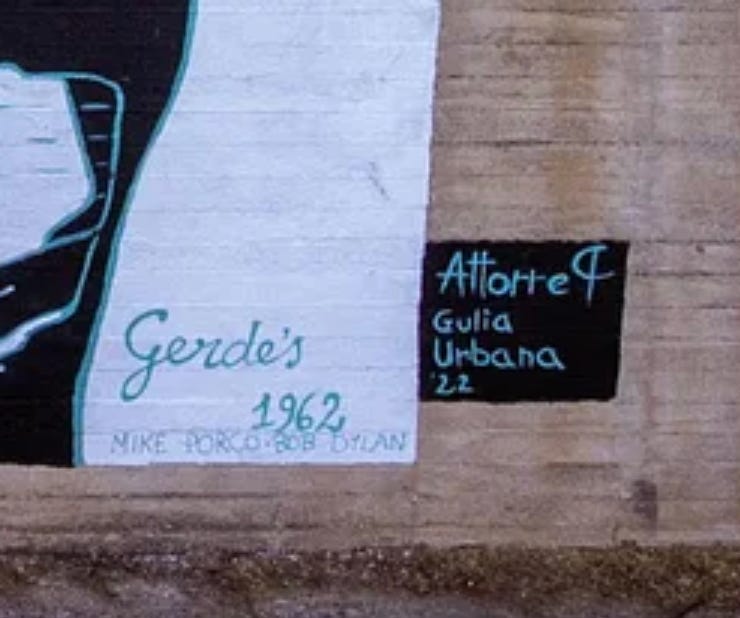 Gerde's
1962
MIKE PORCO·BOB DYLAN
Attorre₵
Gulia
Urbana
'22